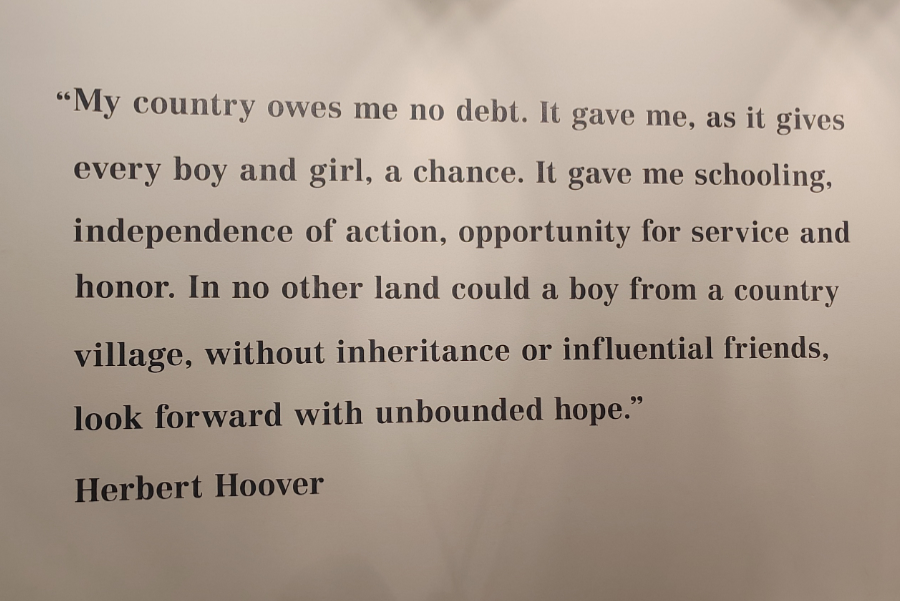 “My country owes me no debt. It gave me, as it gives
every boy and girl, a chance. It gave me schooling,
independence of action, opportunity for service and
honor. In no other land could a boy from a country
village, without inheritance or influential friends,
look forward with unbounded hope.”
Herbert Hoover